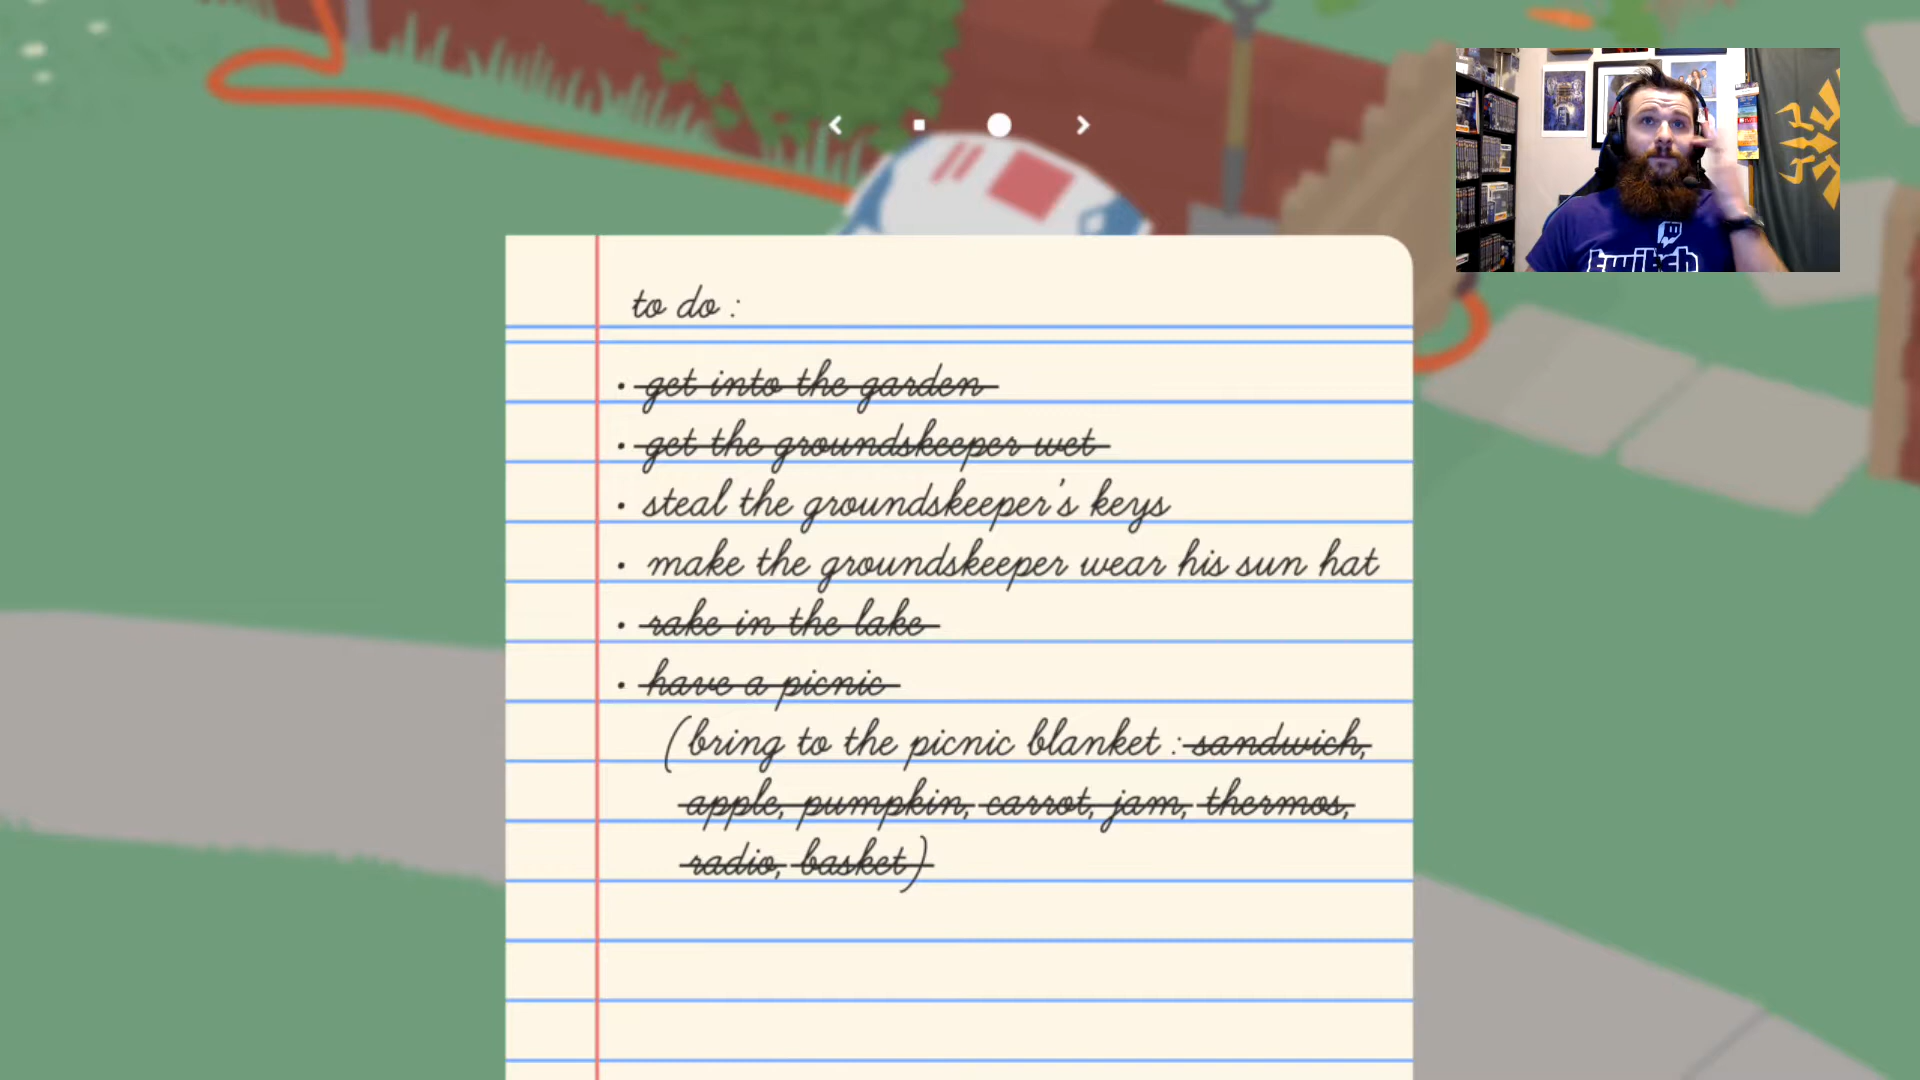 to do :
• get into the garden
• get the groundskeeper wet
• steal the groundskeeper's keys
• make the groundskeeper wear his sun hat
• rake in the lake
• have a picnic
(bring to the picnic blanket : sandwich,
apple, pumpkin, carrot, jam, thermos,
radio, basket)
twitch